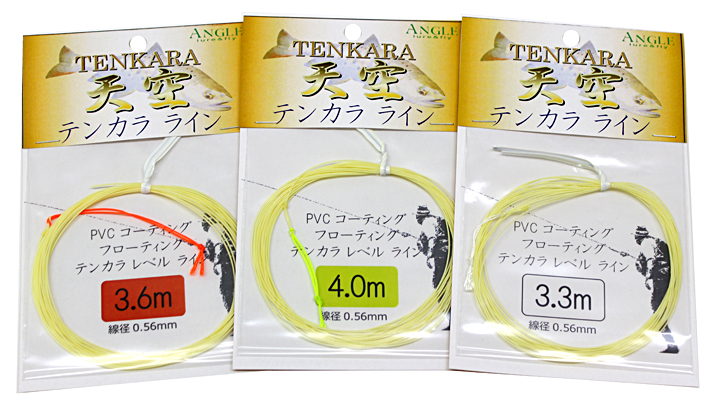 ANGLE
lure&fly
TENKARA
天空
テンカラ ライン
PVC コーティング
フローティング
テンカラ レベル ライン
3.6m
線径 0.56mm
ANGLE
lure&fly
TENKARA
天空
テンカラ ライン
PVC コーティング
フローティング
テンカラ レベル ライン
4.0m
線径 0.56mm
ANGLE
lure&fly
TENKARA
天空
テンカラ ライン
PVC コーティング
フローティング
テンカラ レベル ライン
3.3m
線径 0.56mm